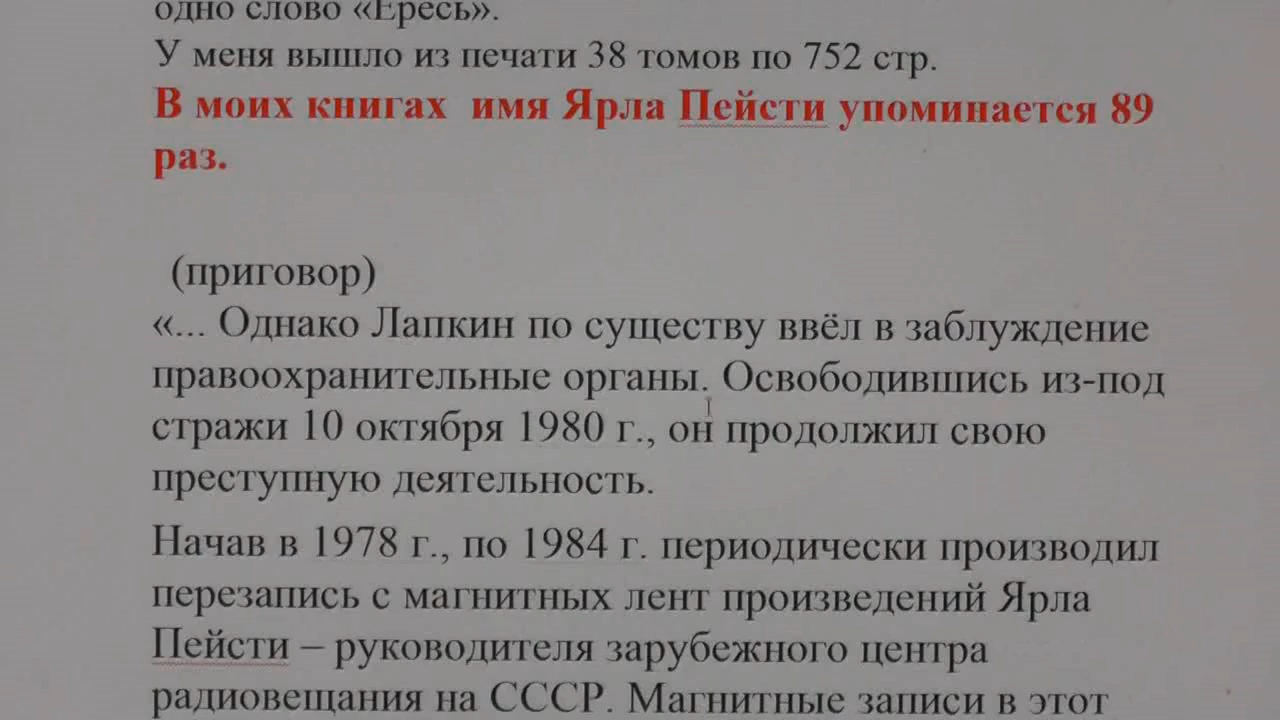 одно слово «Ересь».
У меня вышло из печати 38 томов по 752 стр.
В моих книгах имя Ярла Пейсти упоминается 89
раз.
(приговор)
«... Однако Лапкин по существу ввёл в заблуждение
правоохранительные органы. Освободившись из-под
стражи 10 октября 1980 г., он продолжил свою
преступную деятельность.
Начав в 1978 г., по 1984 г. периодически производил
перезапись с магнитных лент произведений Ярла
Пейсти – руководителя зарубежного центра
радиовещания на СССР. Магнитные записи в этот